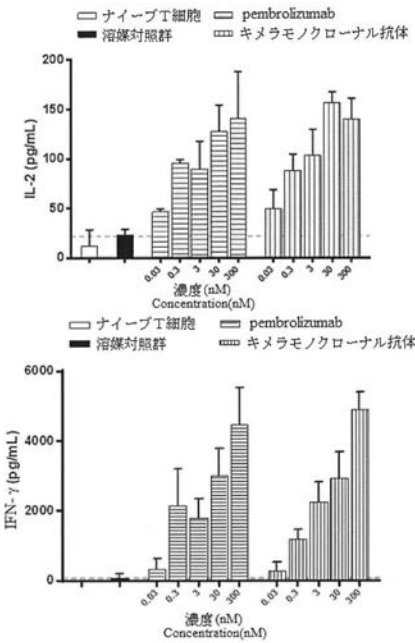 ナイーブT細胞 pembrolizumab
溶媒対照群 キメラモノクローナル抗体
200
150
100
50
0
IL-2 (pg/mL)
0.03 0.3 3 30 300 0.03 0.3 3 30 300
濃度(nM)
Concentration(nM)
ナイーブT細胞 pembrolizumab
溶媒対照群 キメラモノクローナル抗体
6000
4000
2000
0
IFN-γ (pg/mL)
0.03 0.3 3 30 300 0.03 0.3 3 30 300
濃度(nM)
Concentration(nM)